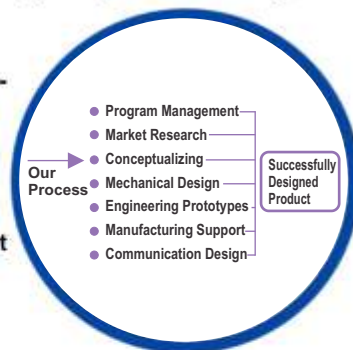 Program Management
Market Research
Conceptualizing
Our
Process
Mechanical Design
Engineering Prototypes
Manufacturing Support
Communication Design
Successfully
Designed
Product